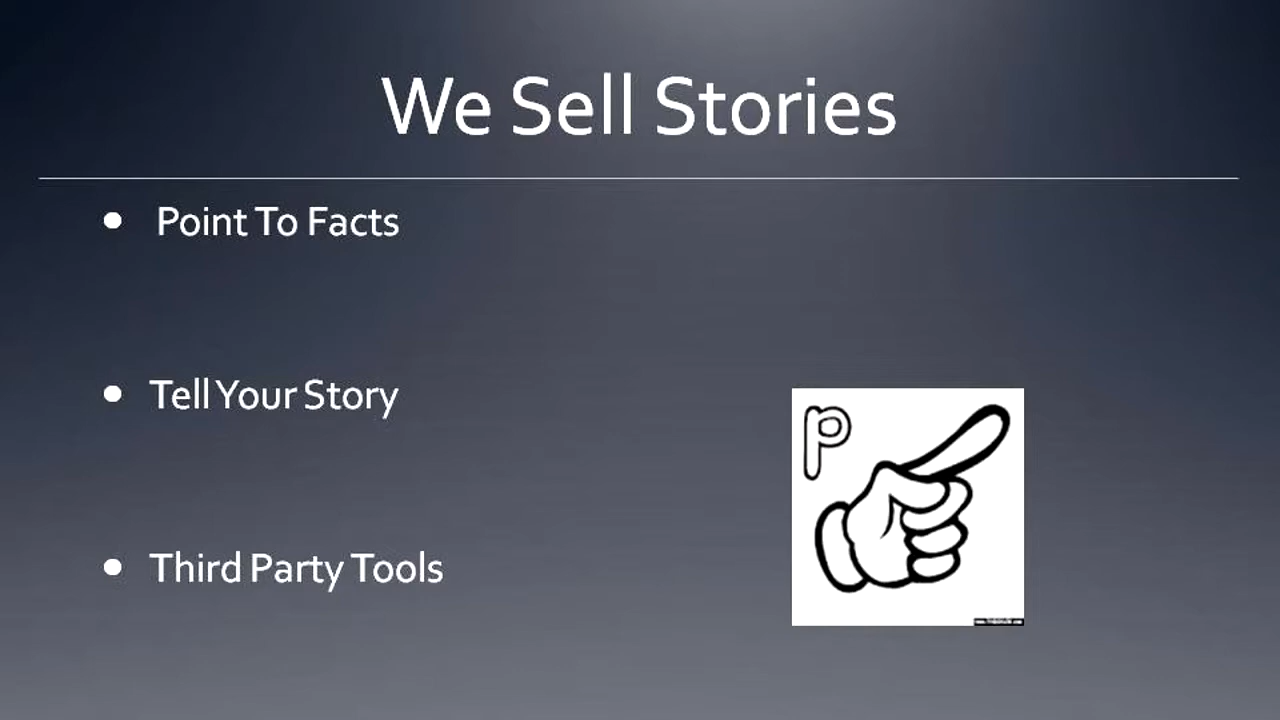 We Sell Stories
• Point To Facts
• Tell Your Story
• Third Party Tools
p